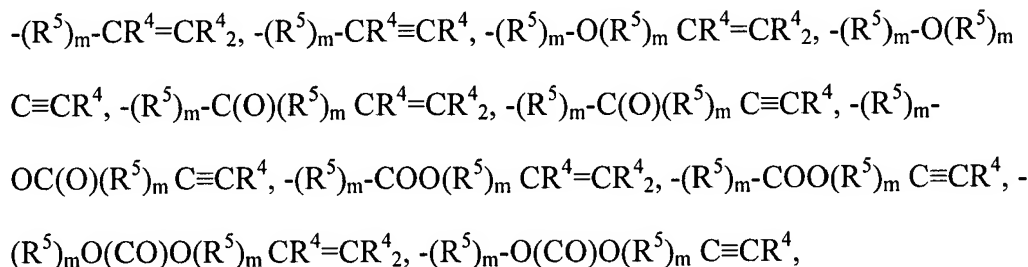 -(R⁵)ₘ-CR⁴=CR⁴₂, -(R⁵)ₘ-CR⁴≡CR⁴, -(R⁵)ₘ-O(R⁵)ₘ CR⁴=CR⁴₂, -(R⁵)ₘ-O(R⁵)ₘ
C≡CR⁴, -(R⁵)ₘ-C(O)(R⁵)ₘ CR⁴=CR⁴₂, -(R⁵)ₘ-C(O)(R⁵)ₘ C≡CR⁴, -(R⁵)ₘ-
OC(O)(R⁵)ₘ C≡CR⁴, -(R⁵)ₘ-COO(R⁵)ₘ CR⁴=CR⁴₂, -(R⁵)ₘ-COO(R⁵)ₘ C≡CR⁴, -
(R⁵)ₘO(CO)O(R⁵)ₘ CR⁴=CR⁴₂, -(R⁵)ₘ-O(CO)O(R⁵)ₘ C≡CR⁴,